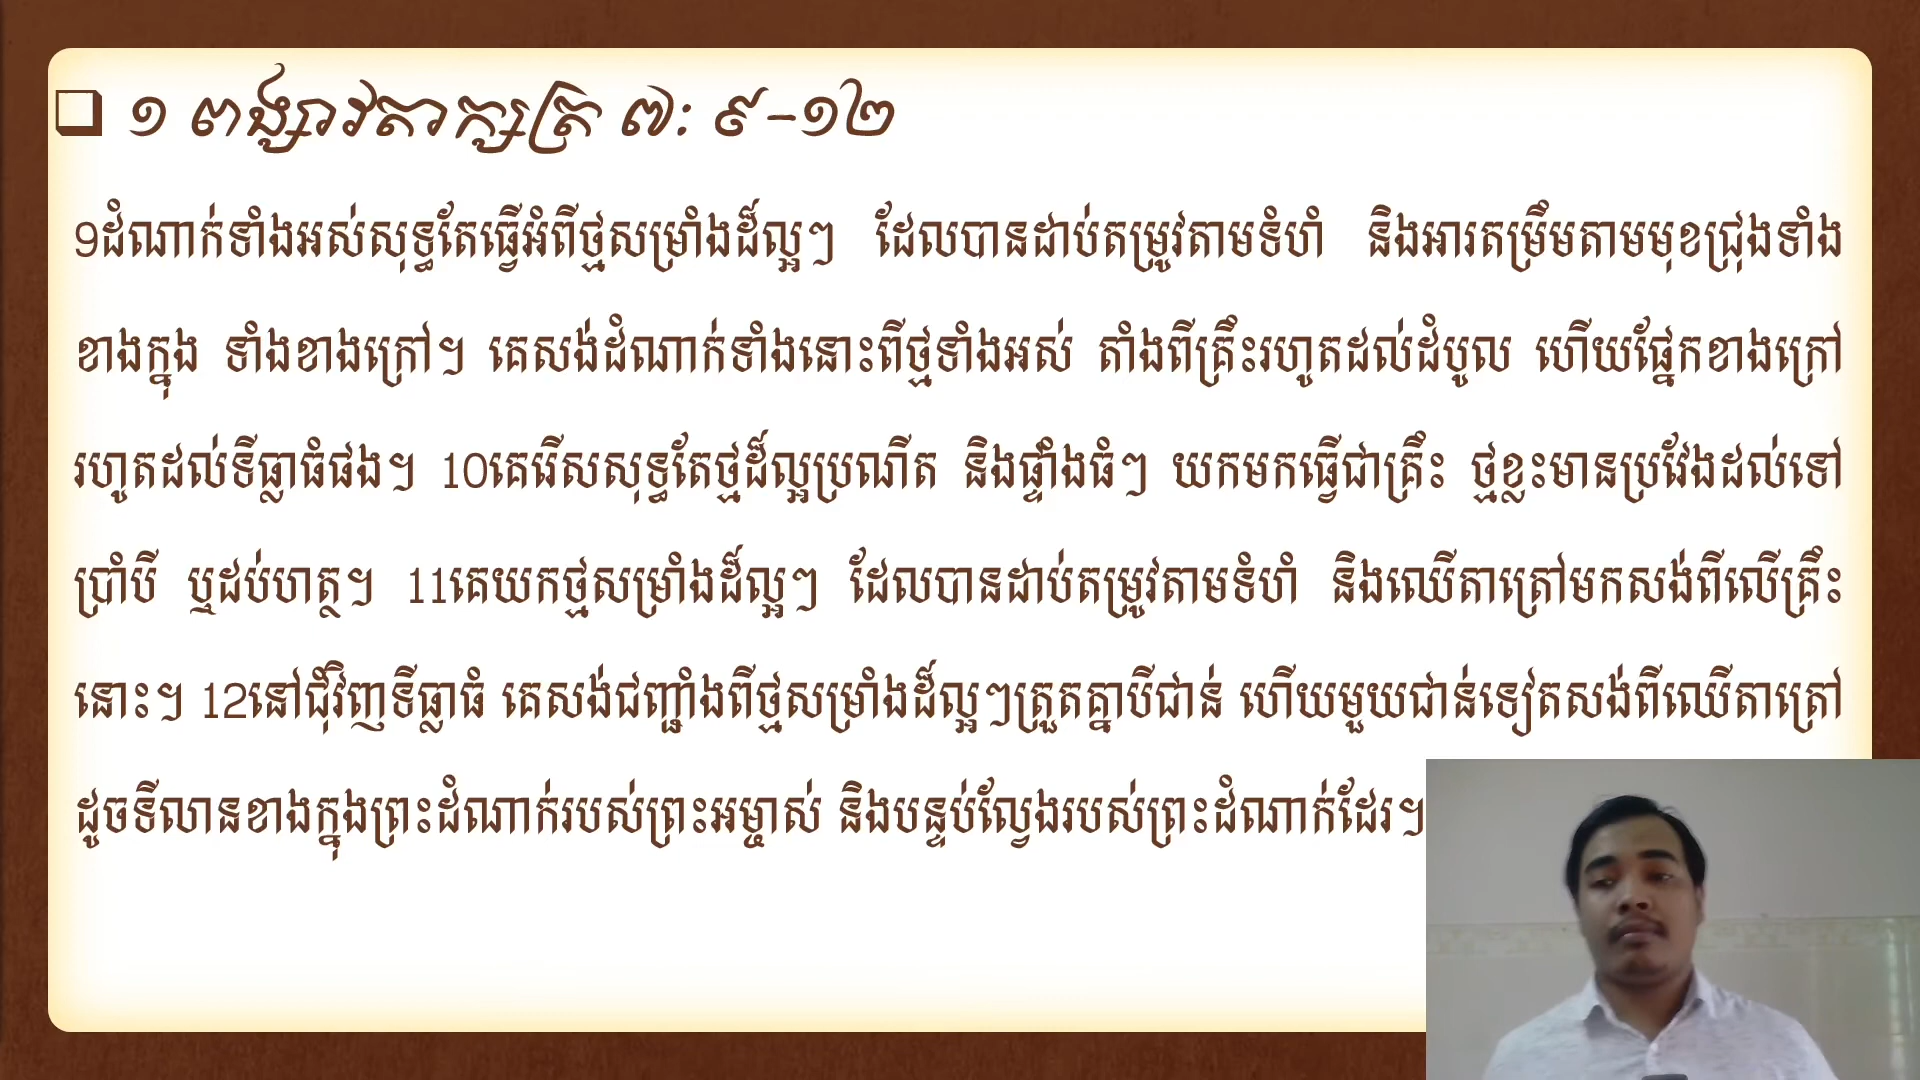 ១ ពង្សាវតាក្សត្រ ៧: ៩-១២
9ដំណាក់ទាំងអស់សុទ្ធតែធ្វើអំពីថ្មសម្រាំងដ៏ល្អៗ ដែលបានដាប់តម្រូវតាមទំហំ និងអារតម្រឹមតាមមុខជ្រុងទាំង
ខាងក្នុង ទាំងខាងក្រៅ។ គេសង់ដំណាក់ទាំងនោះពីថ្មទាំងអស់ តាំងពីគ្រឹះរហូតដល់ដំបូល ហើយផ្នែកខាងក្រៅ
រហូតដល់ទីធ្លាធំផង។ 10គេរើសសុទ្ធតែថ្មដ៏ល្អប្រណីត និងផ្ទាំងធំៗ យកមកធ្វើជាគ្រឹះ ថ្មខ្លះមានប្រវែងដល់ទៅ
ប្រាំបី ឬដប់ហត្ថ។ 11គេយកថ្មសម្រាំងដ៏ល្អៗ ដែលបានដាប់តម្រូវតាមទំហំ និងឈើតាត្រៅមកសង់ពីលើគ្រឹះ
នោះ។ 12នៅជុំវិញទីធ្លាធំ គេសង់ជញ្ជាំងពីថ្មសម្រាំងដ៏ល្អៗត្រួតគ្នាបីជាន់ ហើយមួយជាន់ទៀតសង់ពីឈើតាត្រៅ
ដូចទីលានខាងក្នុងព្រះដំណាក់របស់ព្រះអម្ចាស់ និងបន្ទប់ល្វែងរបស់ព្រះដំណាក់ដែរ។